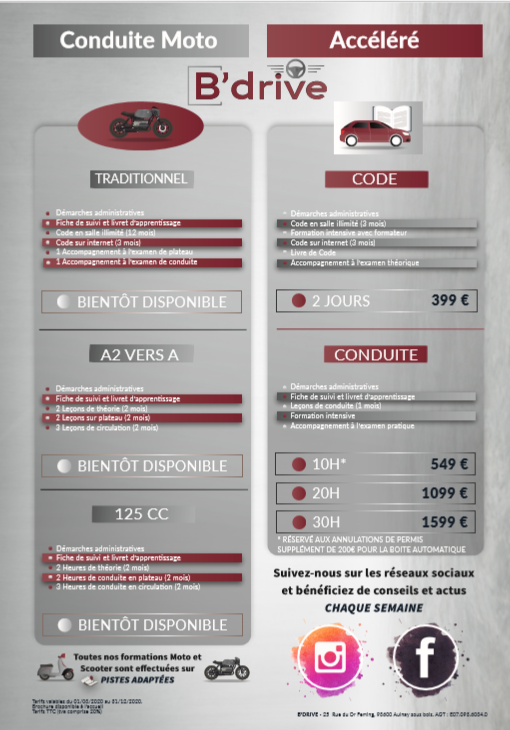 Conduite Moto
Accéléré
B'drive
TRADITIONNEL
Démarches administratives
Fiche de suivi et livret d'apprentissage
Code en salle illimité (12 mois)
Code sur internet (3 mois)
1 Accompagnement à l'examen de plateau
1 Accompagnement à l'examen de conduite
BIENTÔT DISPONIBLE
A2 VERS A
Démarches administratives
Fiche de suivi et livret d'apprentissage
2 Leçons de théorie (2 mois)
2 Leçons sur plateau (2 mois)
3 Leçons de circulation (2 mois)
BIENTÔT DISPONIBLE
125 CC
Démarches administratives
Fiche de suivi et livret d'apprentissage
2 Heures de théorie (2 mois)
2 Heures de conduite en plateau (2 mois)
3 Heures de conduite en circulation (2 mois)
BIENTÔT DISPONIBLE
Toutes nos formations Moto et
Scooter sont effectuées sur
PISTES ADAPTÉES
CODE
Démarches administratives
Code en salle illimité (3 mois)
Formation intensive avec formateur
Code sur internet (3 mois)
Livre de Code
Accompagnement à l'examen théorique
2 JOURS 399 €
CONDUITE
Démarches administratives
Fiche de suivi et livret d'apprentissage
Leçons de conduite (1 mois)
Formation intensive
Accompagnement à l'examen pratique
10H* 549 €
20H 1099 €
30H 1599 €
* RÉSERVÉ AUX ANNULATIONS DE PERMIS
SUPPLÉMENT DE 200€ POUR LA BOITE AUTOMATIQUE
Suivez-nous sur les réseaux sociaux
et bénéficiez de conseils et actus
CHAQUE SEMAINE
Tarifs valables du 01/05/2020 au 31/12/2020.
Brochure disponible à l'accueil
Tarifs TTC (tva comprise 20%)
B'DRIVE - 25 Rue du Dr Fleming, 93600 Aulnay sous bois, AGT :